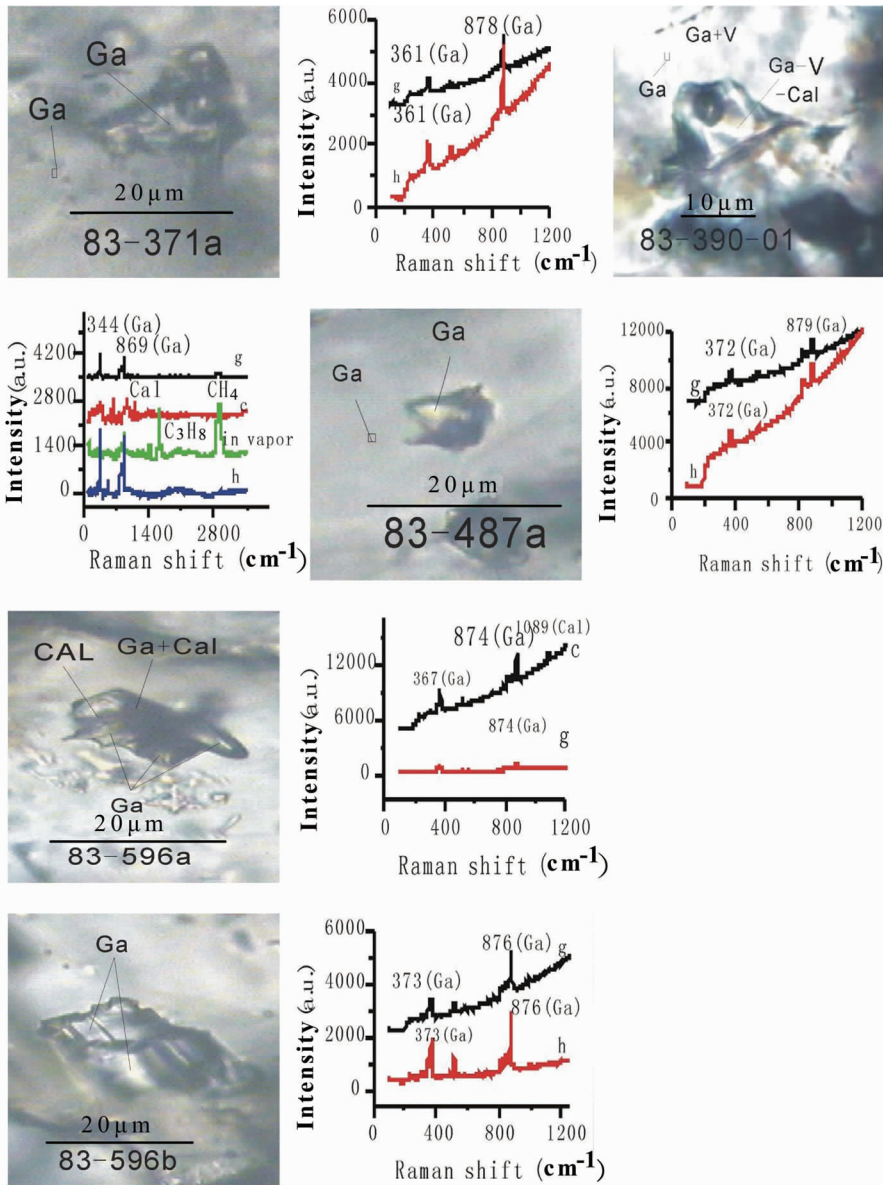 Ga
Ga
20μm
83-371a
Intensity(a.u.)
6000
4000
2000
0
878(Ga)
361(Ga)
g
361(Ga)
h
0 400 800 1200
Raman shift (cm-1)
Ga+V
Ga
Ga-V
-Cal
10μm
83-390-01
Intensity(a.u.)
4200
2800
1400
0
344(Ga)
869(Ga)
g
Cal
CH4
c
C3H8
in vapor
h
1400 2800
Raman shift (cm-1)
Ga
Ga
20μm
83-487a
Intensity(a.u.)
12000
8000
4000
0
879(Ga)
372(Ga)
g
372(Ga)
h
0 400 800 1200
Raman shift (cm-1)
CAL
Ga+Cal
Ga
20μm
83-596a
Intensity(a.u.)
12000
6000
0
1089(Cal)
874(Ga)
C
367(Ga)
874(Ga)
g
0 400 800 1200
Raman shift (cm-1)
Ga
20μm
83-596b
Intensity(a.u.)
6000
4000
2000
0
876(Ga)
g
373(Ga)
876(Ga)
373(Ga)
h
0 400 800 1200
Raman shift (cm-1)